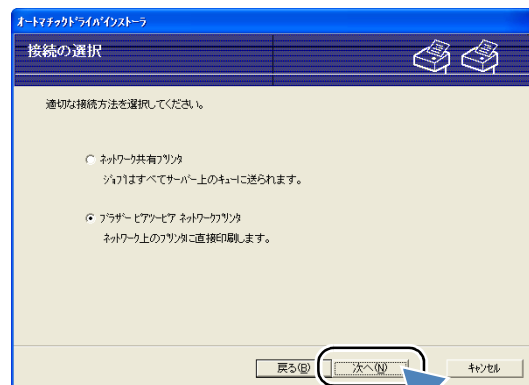 オートマチックドライバインストーラ
接続の選択
適切な接続方法を選択してください。
ネットワーク共有プリンタ
ジョブはすべてサーバー上のキューに送られます。
ブラザー ピアツーピア ネットワークプリンタ
ネットワーク上のプリンタに直接印刷します。
戻る(B)
次へ(N)
キャンセル